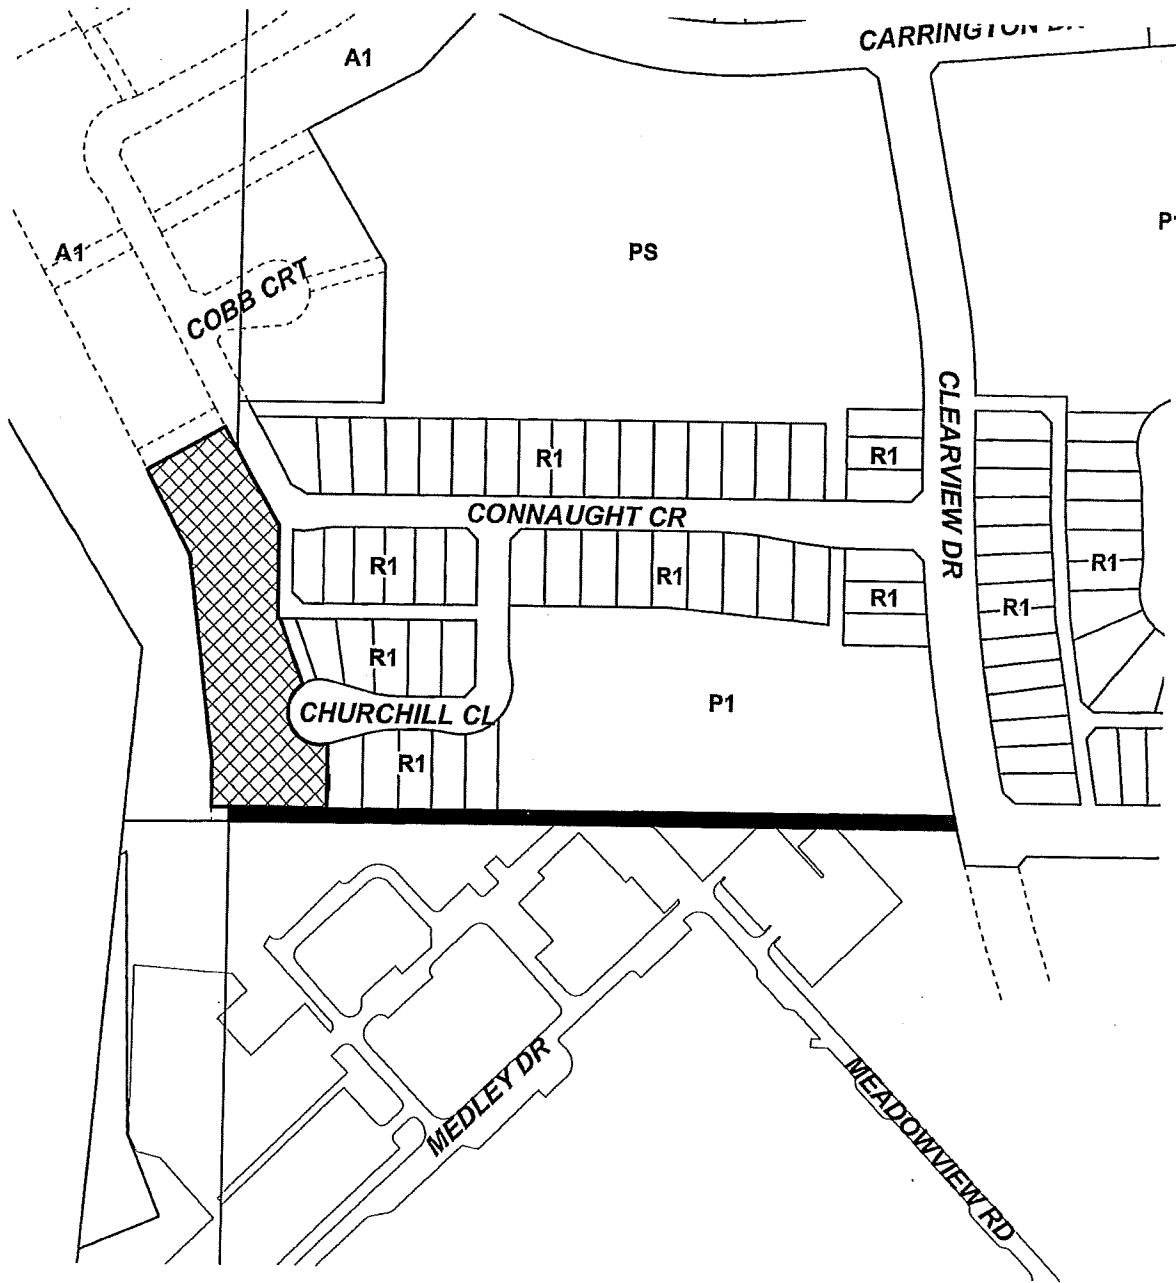 CARRINGTON
A1
PS
A1
COBB CRT
CLEARVIEW DR
R1
R1
CONNAUGHT CR
R1
R1
R1
R1
R1
R1
CHURCHILL CL
P1
R1
MEDLEY DR
MEADOWVIEW RD